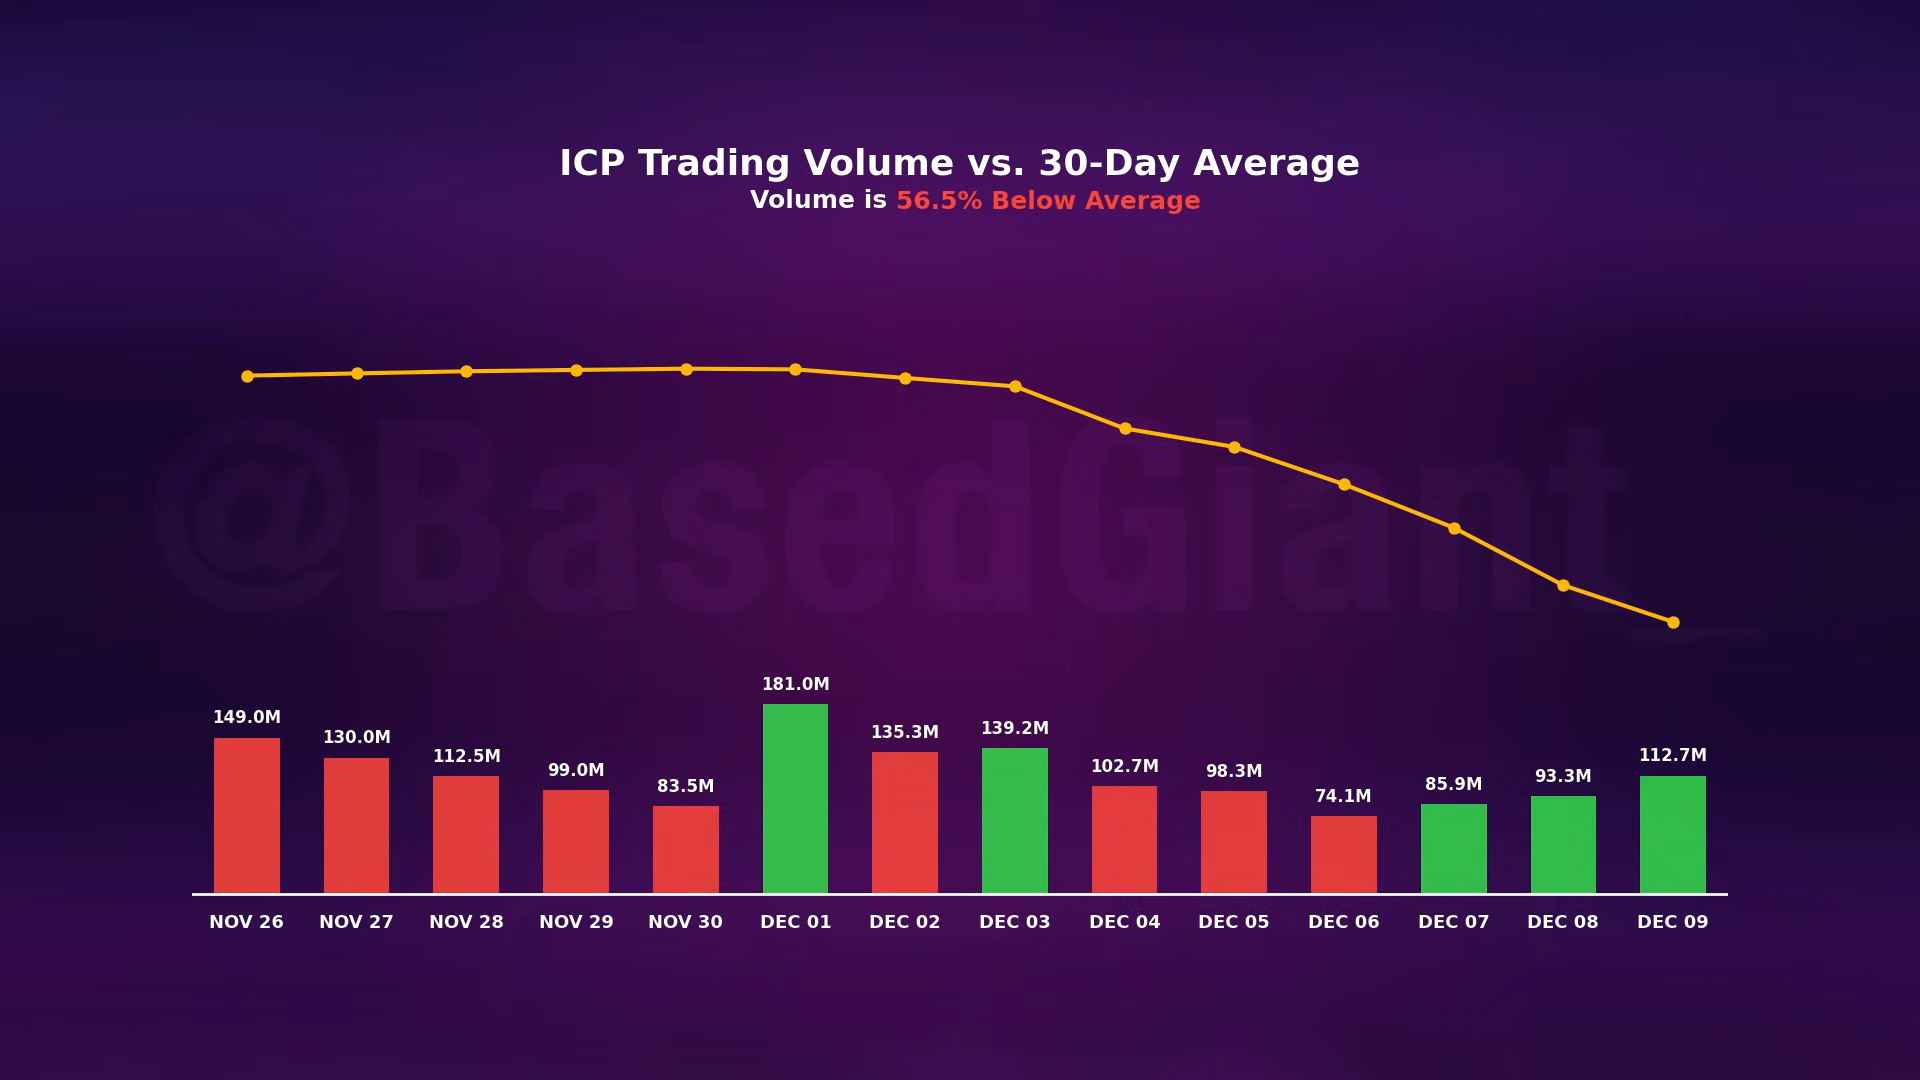 ICP Trading Volume vs. 30-Day Average
Volume is 56.5% Below Average
@BasedGiant_
181.0M
149.0M
130.0M
112.5M
99.0M
83.5M
135.3M
139.2M
102.7M
98.3M
74.1M
85.9M
93.3M
112.7M
NOV 26 NOV 27 NOV 28 NOV 29 NOV 30 DEC 01 DEC 02 DEC 03 DEC 04 DEC 05 DEC 06 DEC 07 DEC 08 DEC 09